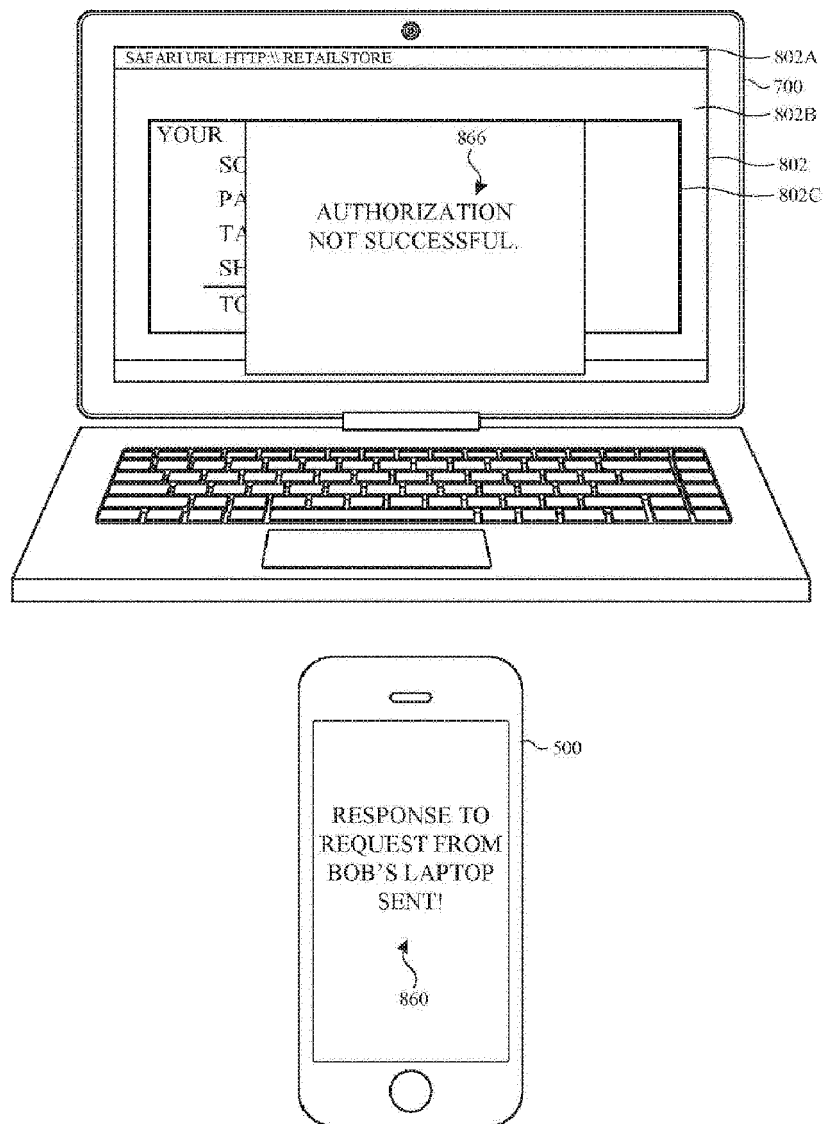 SAFARI URL: HTTP:\\ RETAILSTORE
802A
700
802B
YOUR
866
802
SC
802C
PA
AUTHORIZATION
TA
NOT SUCCESSFUL.
SH
TO
500
RESPONSE TO
REQUEST FROM
BOB'S LAPTOP
SENT!
860